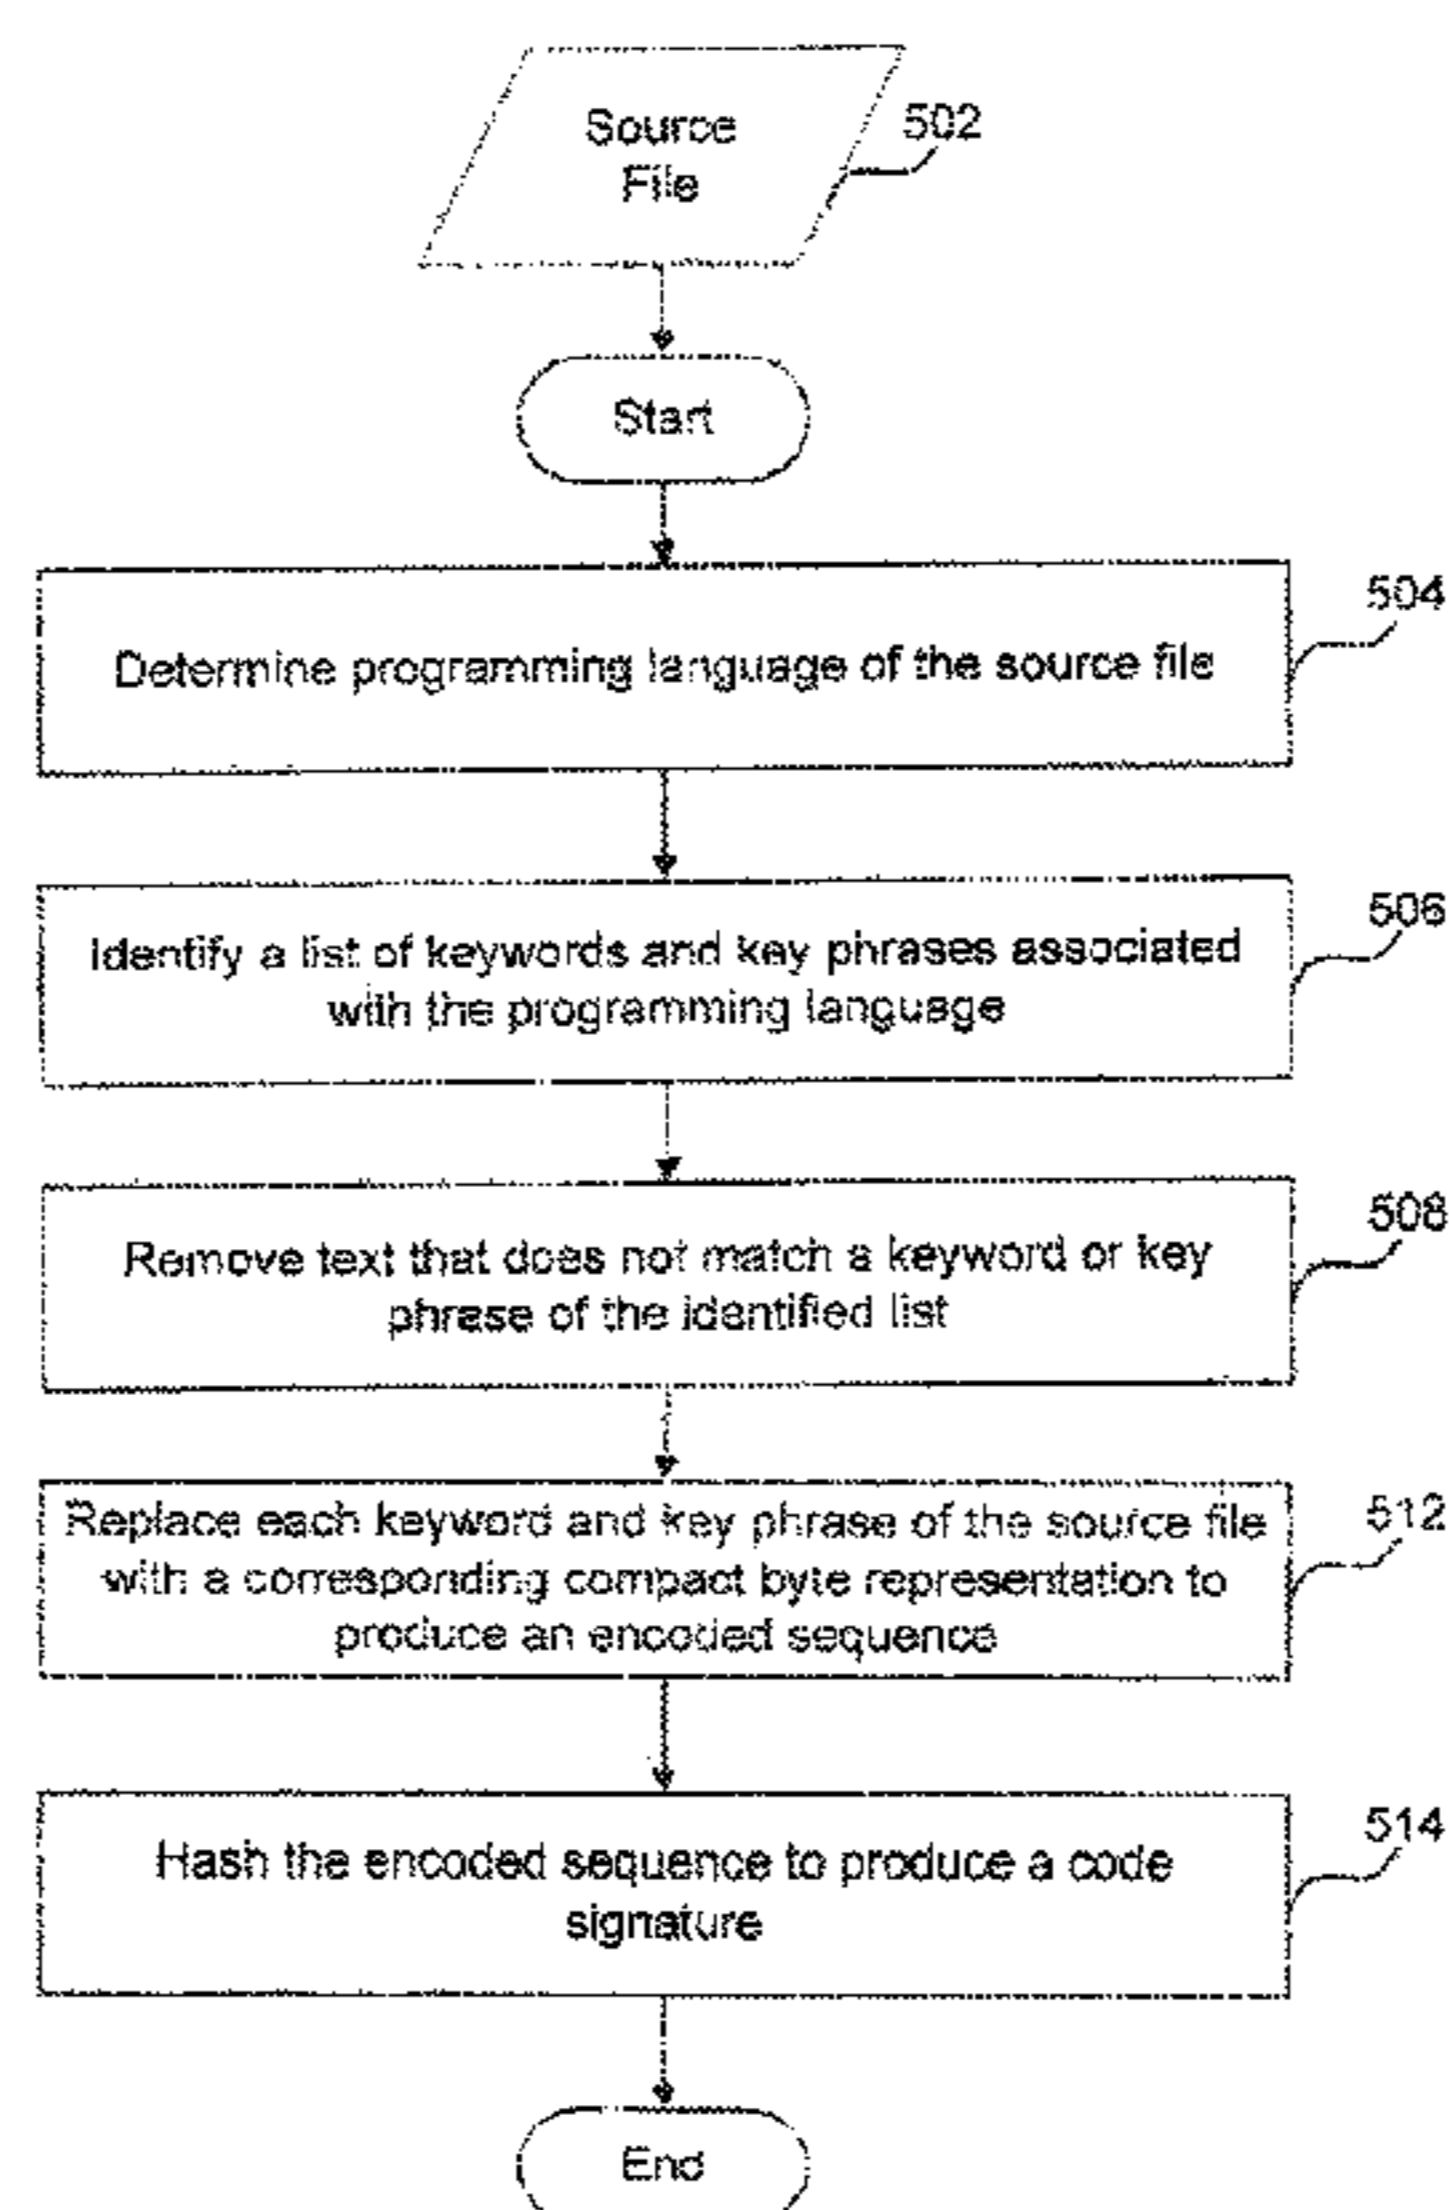 Source
File
502
Start
504
Determine programming language of the source file
506
Identify a list of keywords and key phrases associated
with the programming language
508
Remove text that does not match a keyword or key
phrase of the identified list
512
Replace each keyword and key phrase of the source file
with a corresponding compact byte representation to
produce an encoded sequence
514
Hash the encoded sequence to produce a code
signature
End